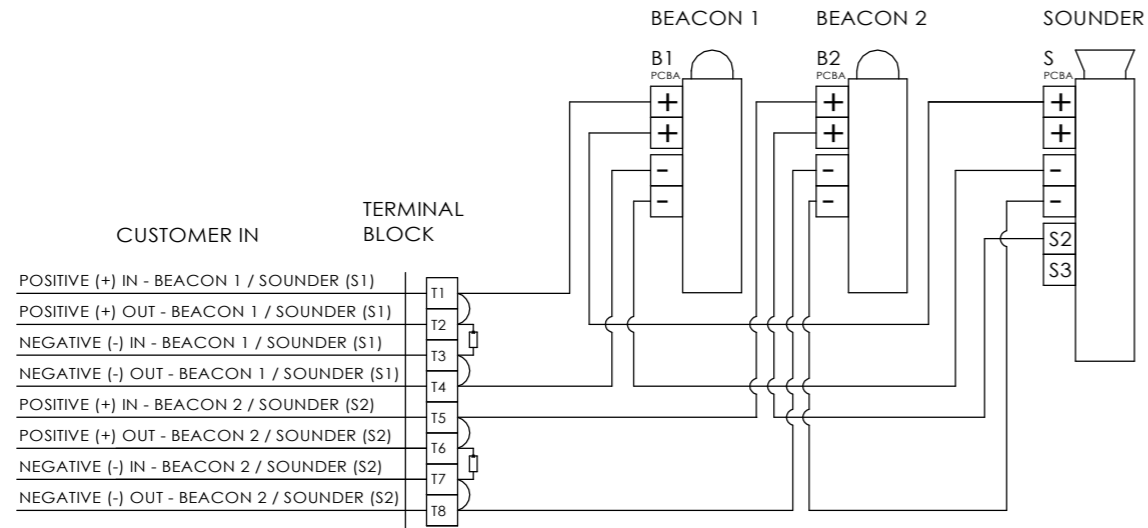 BEACON 1
BEACON 2
SOUNDER
B1
PCBA
+
+
-
-
B2
PCBA
+
+
-
-
S
PCBA
+
+
-
-
S2
S3
CUSTOMER IN
TERMINAL
BLOCK
POSITIVE (+) IN - BEACON 1 / SOUNDER (S1)
T1
POSITIVE (+) OUT - BEACON 1 / SOUNDER (S1)
T2
NEGATIVE (-) IN - BEACON 1 / SOUNDER (S1)
T3
NEGATIVE (-) OUT - BEACON 1 / SOUNDER (S1)
T4
POSITIVE (+) IN - BEACON 2 / SOUNDER (S2)
T5
POSITIVE (+) OUT - BEACON 2 / SOUNDER (S2)
T6
NEGATIVE (-) IN - BEACON 2 / SOUNDER (S2)
T7
NEGATIVE (-) OUT - BEACON 2 / SOUNDER (S2)
T8